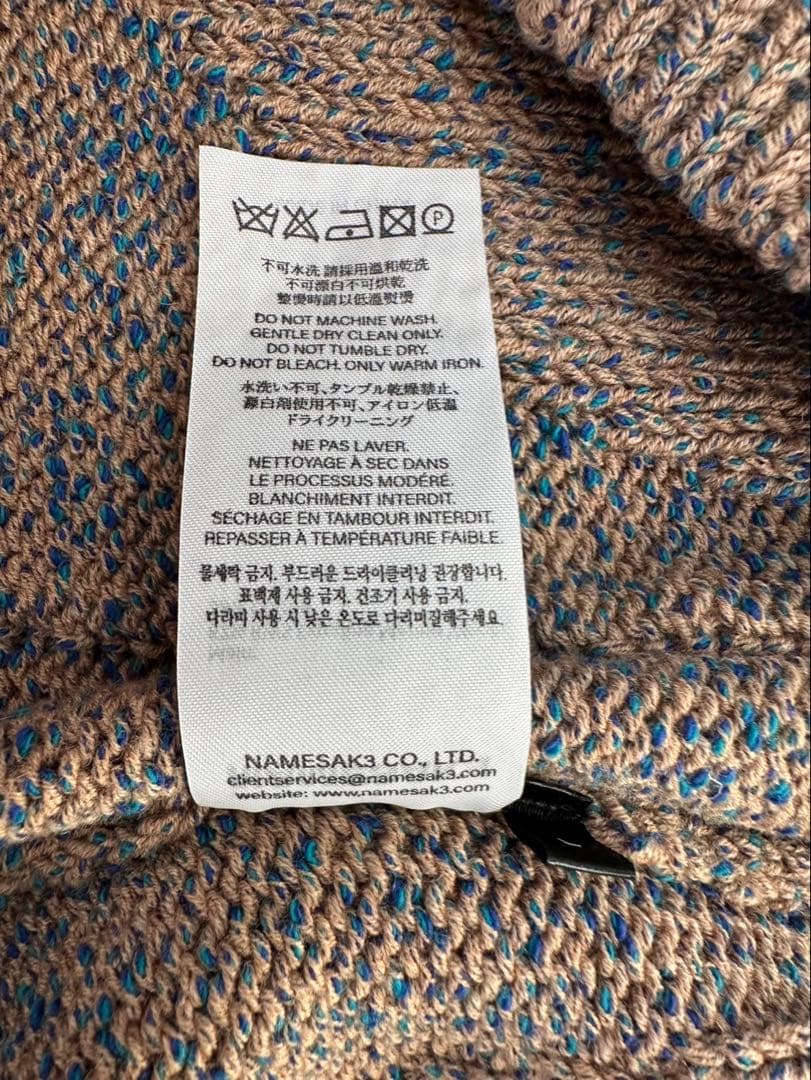 P
不可水洗 請採用溫和乾洗
不可漂白不可烘乾
整燙時請以低溫熨燙
DO NOT MACHINE WASH.
GENTLE DRY CLEAN ONLY.
DO NOT TUMBLE DRY.
DO NOT BLEACH. ONLY WARM IRON.
水洗い不可、タンブル乾燥禁止、
漂白剤使用不可、アイロン低温
ドライクリーニング
NE PAS LAVER.
NETTOYAGE À SEC DANS
LE PROCESSUS MODÉRÉ.
BLANCHIMENT INTERDIT.
SÉCHAGE EN TAMBOUR INTERDIT.
REPASSER À TEMPÉRATURE FAIBLE.
물세탁 금지. 부드러운 드라이클리닝 권장합니다.
표백제 사용 금지. 건조기 사용 금지.
다라미 사용 시 낮은 온도로 다리미질해주세요.
NAMESAK3 CO., LTD.
clientservices@namesak3.com
website: www.namesak3.com